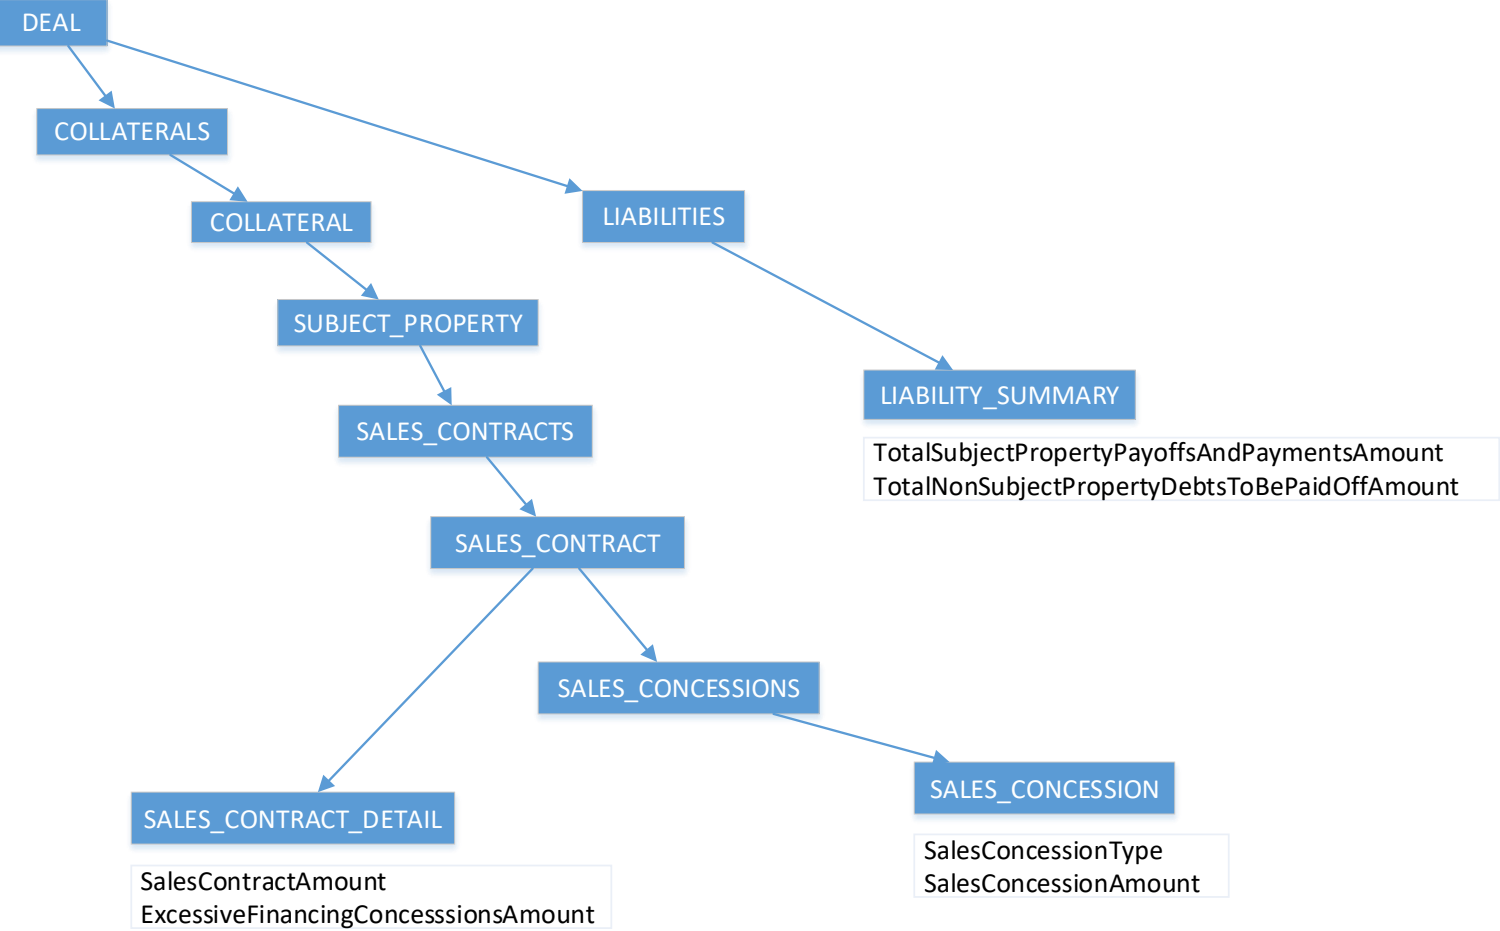 DEAL
COLLATERALS
COLLATERAL
LIABILITIES
SUBJECT_PROPERTY
LIABILITY_SUMMARY
TotalSubjectPropertyPayoffsAndPaymentsAmount
TotalNonSubjectPropertyDebtsToBePaidOffAmount
SALES_CONTRACTS
SALES_CONTRACT
SALES_CONCESSIONS
SALES_CONCESSION
SalesConcessionType
SalesConcessionAmount
SALES_CONTRACT_DETAIL
SalesContractAmount
ExcessiveFinancingConcesssionsAmount